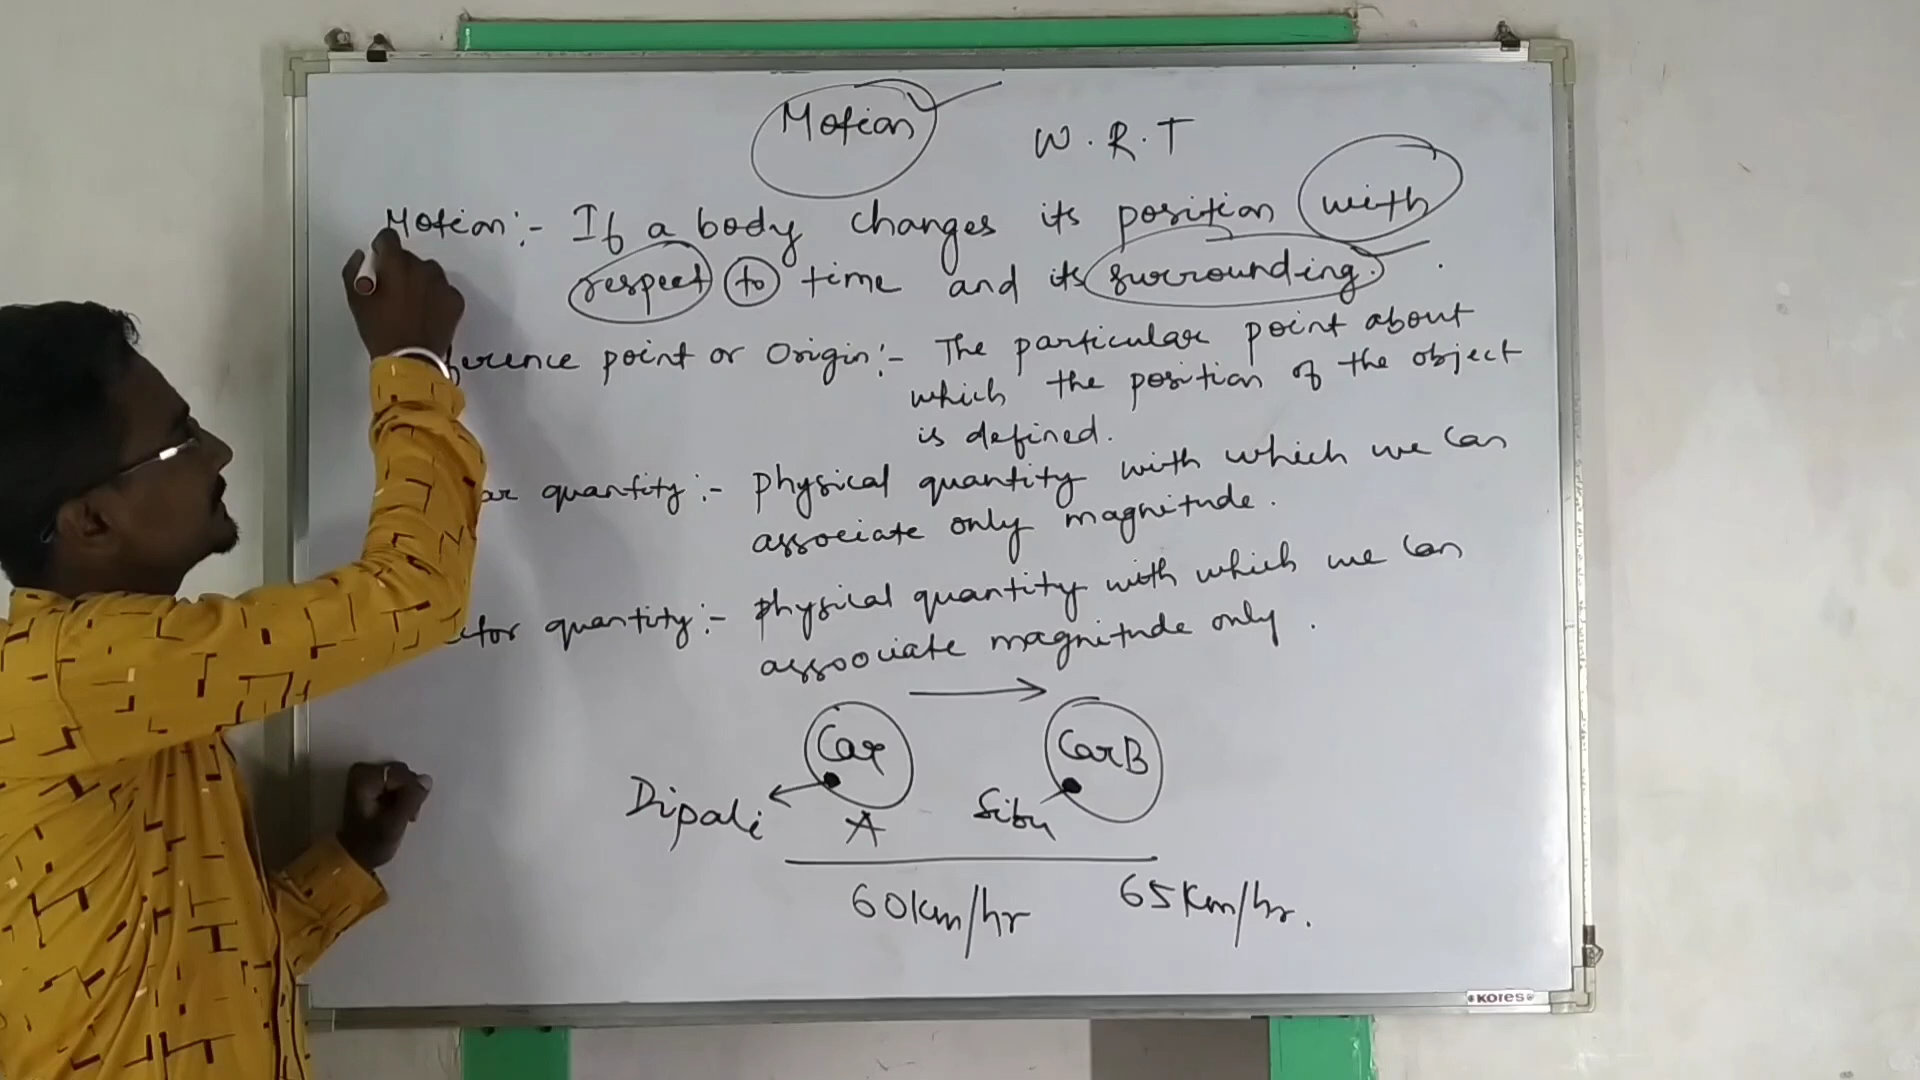 Motion
W.R.T
Motion:- If a body changes its position with
respect to time and its surrounding.
ference point or Origin:- The particular point about
which the position of the object
is defined.
ar quantity:- Physical quantity with which we can
associate only magnitude.
ctor quantity:- Physical quantity with which we can
assoociate magnitude only.
Car
Car B
Dipali
A
Sibu
60km/hr
65Km/hr.
KORES